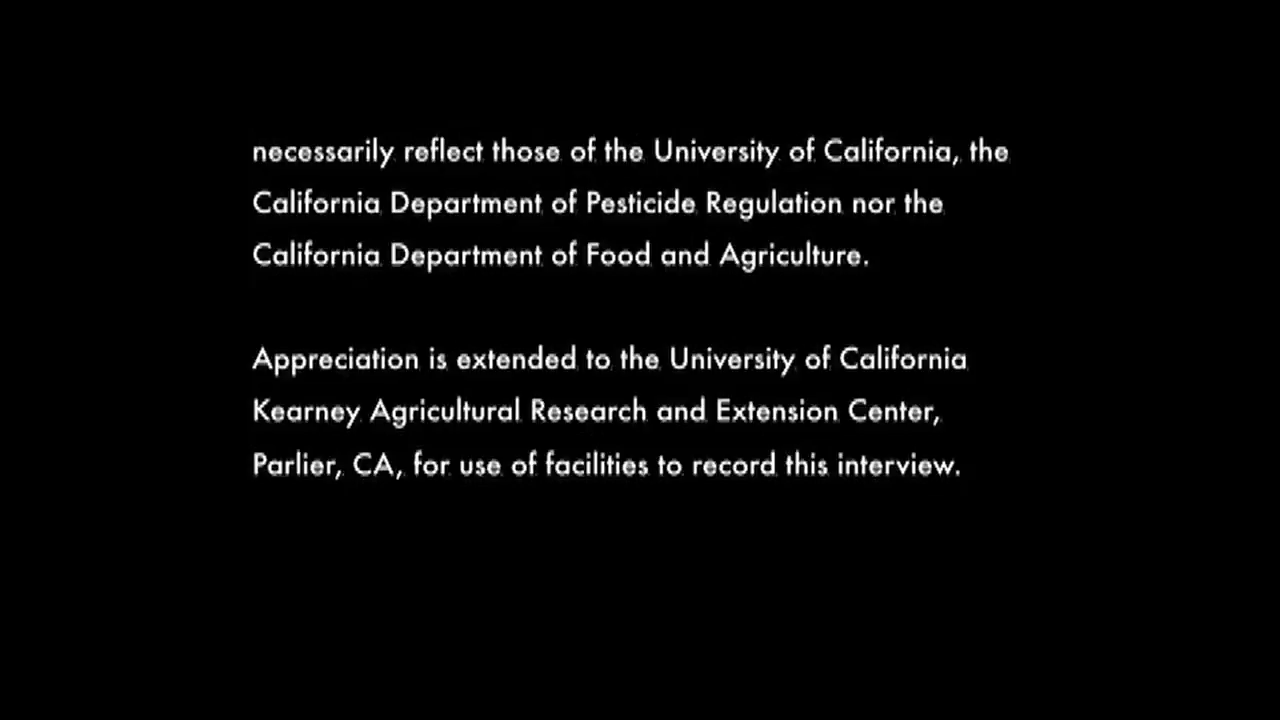 necessarily reflect those of the University of California, the
California Department of Pesticide Regulation nor the
California Department of Food and Agriculture.
Appreciation is extended to the University of California
Kearney Agricultural Research and Extension Center,
Parlier, CA, for use of facilities to record this interview.